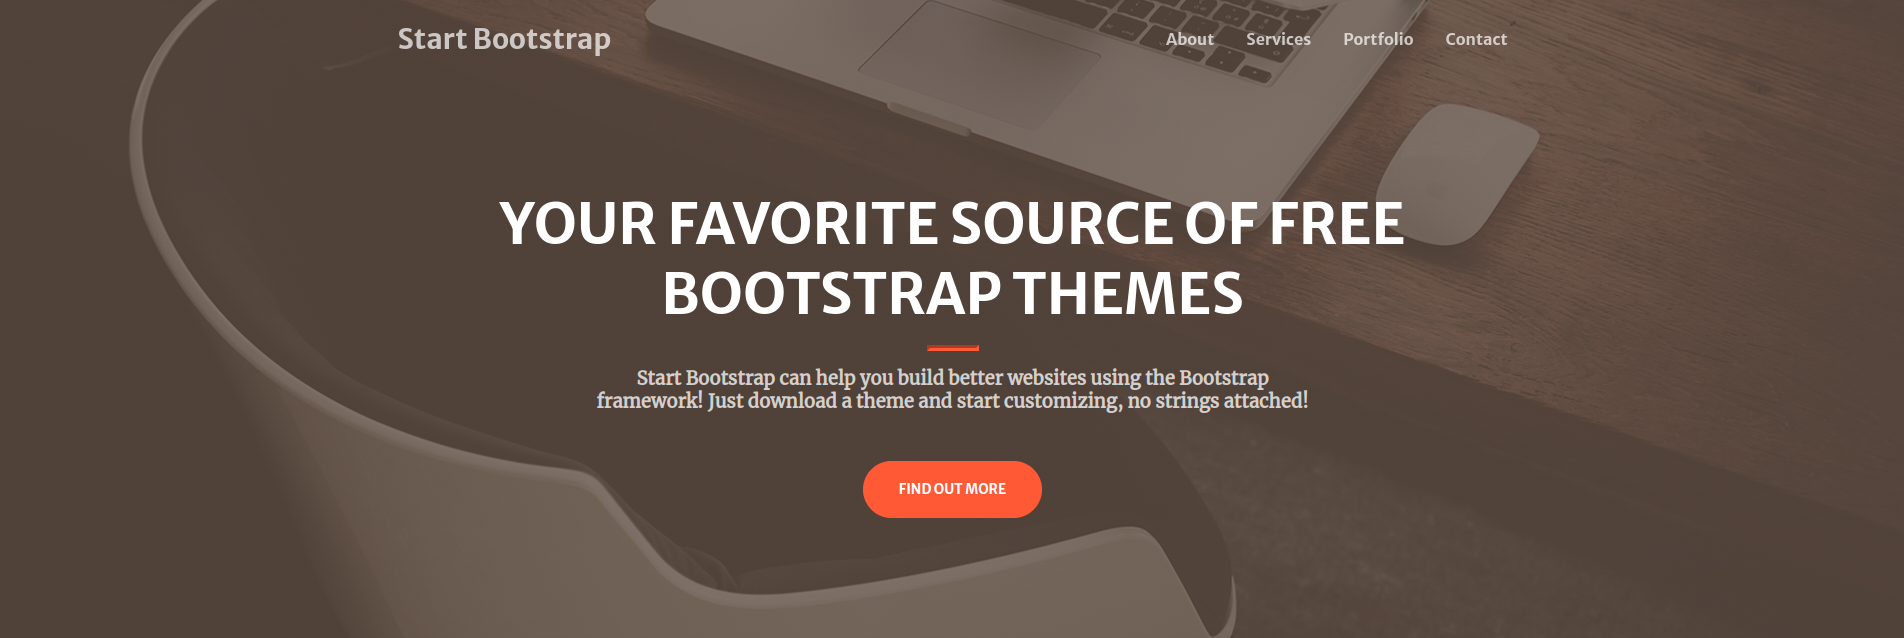 Start Bootstrap
About Services Portfolio Contact
YOUR FAVORITE SOURCE OF FREE
BOOTSTRAP THEMES
Start Bootstrap can help you build better websites using the Bootstrap
framework! Just download a theme and start customizing, no strings attached!
FIND OUT MORE